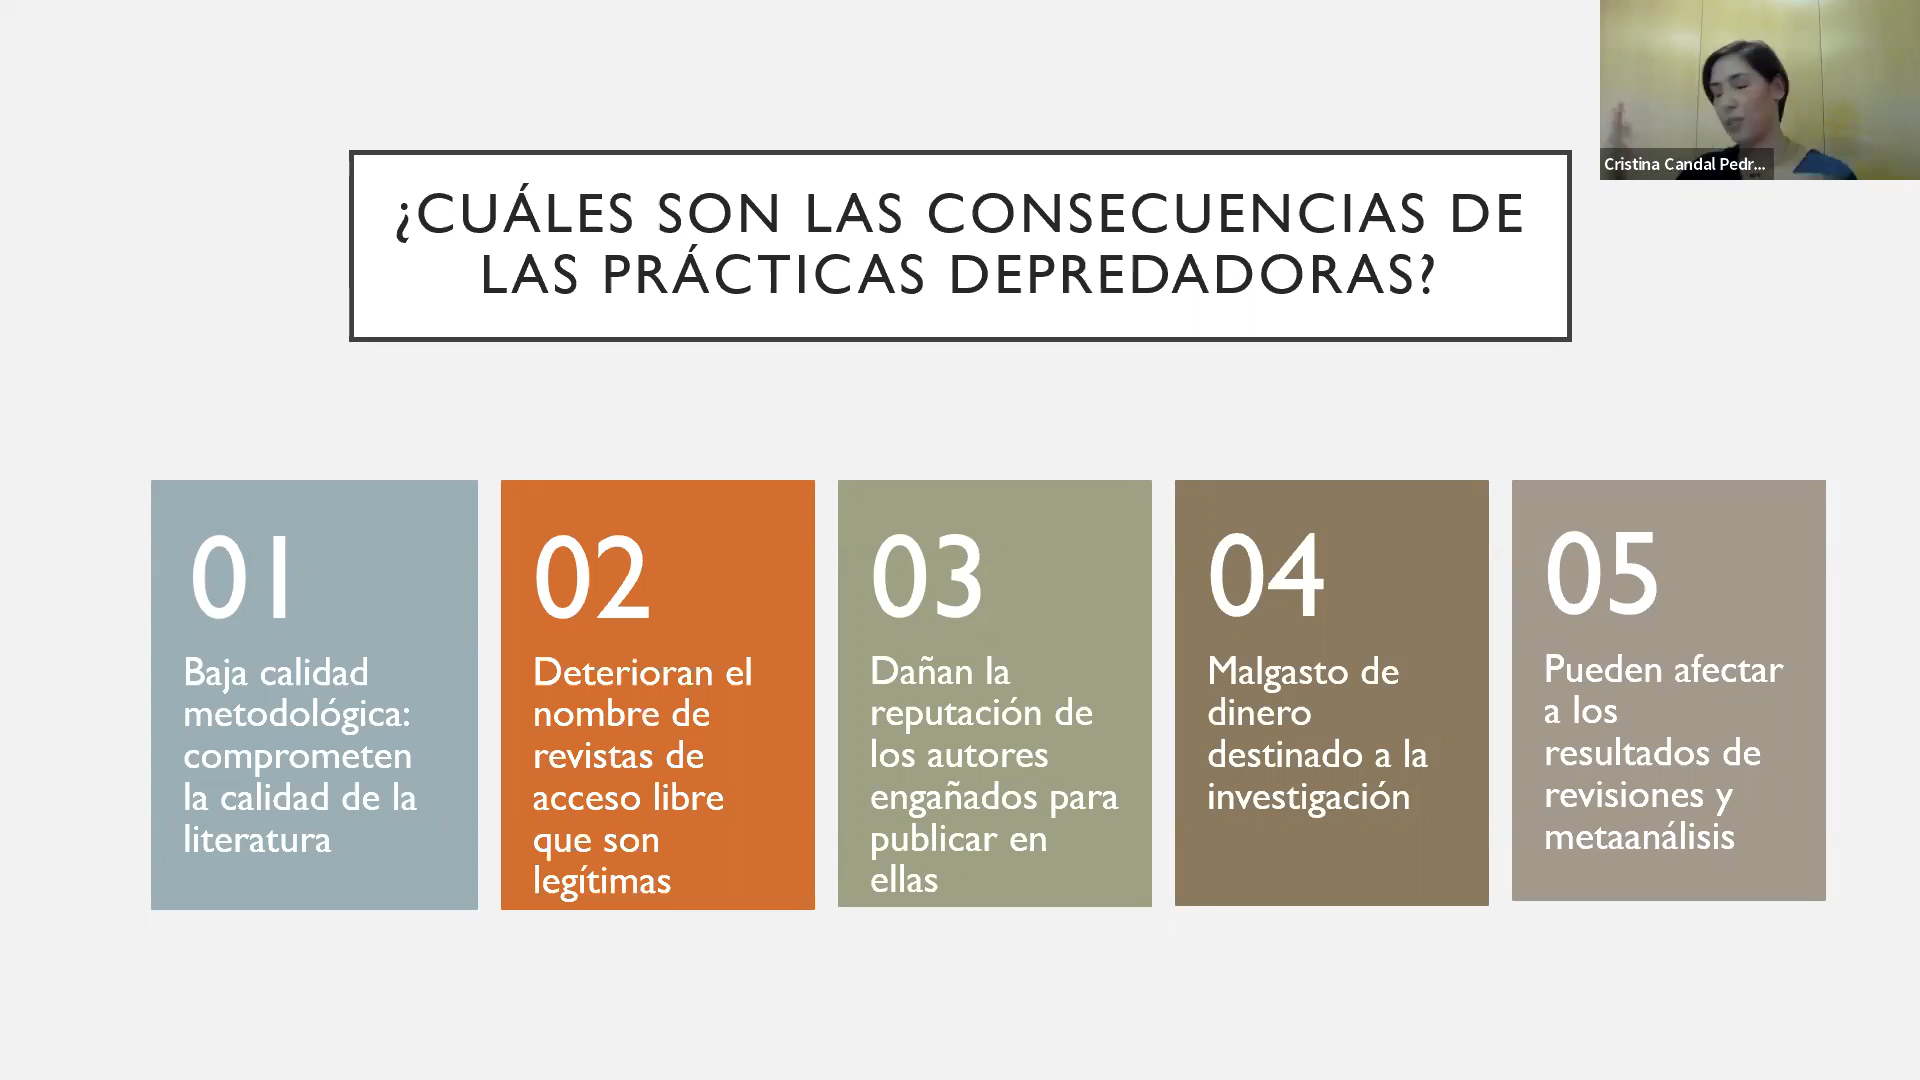 Cristina Candal Pedr...
¿CUÁLES SON LAS CONSECUENCIAS DE
LAS PRÁCTICAS DEPREDADORAS?
01
Baja calidad
metodológica:
comprometen
la calidad de la
literatura
02
Deterioran el
nombre de
revistas de
acceso libre
que son
legítimas
03
Dañan la
reputación de
los autores
engañados para
publicar en
ellas
04
Malgasto de
dinero
destinado a la
investigación
05
Pueden afectar
a los
resultados de
revisiones y
metaanálisis